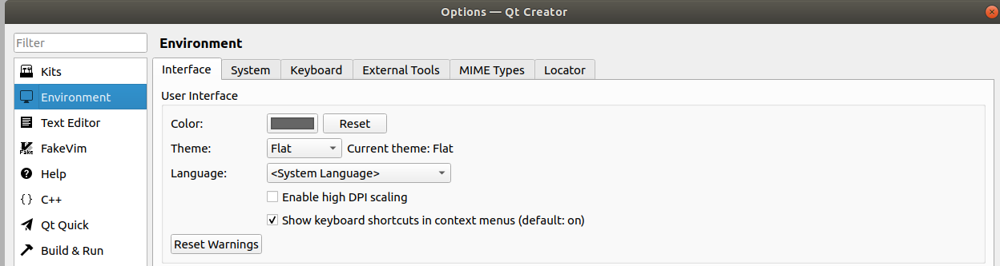 Options — Qt Creator
Filter
Kits
Environment
Text Editor
FakeVim
Help
C++
Qt Quick
Build & Run
Environment
Interface System Keyboard External Tools MIME Types Locator
User Interface
Color: Reset
Theme: Flat Current theme: Flat
Language: <System Language>
Enable high DPI scaling
Show keyboard shortcuts in context menus (default: on)
Reset Warnings